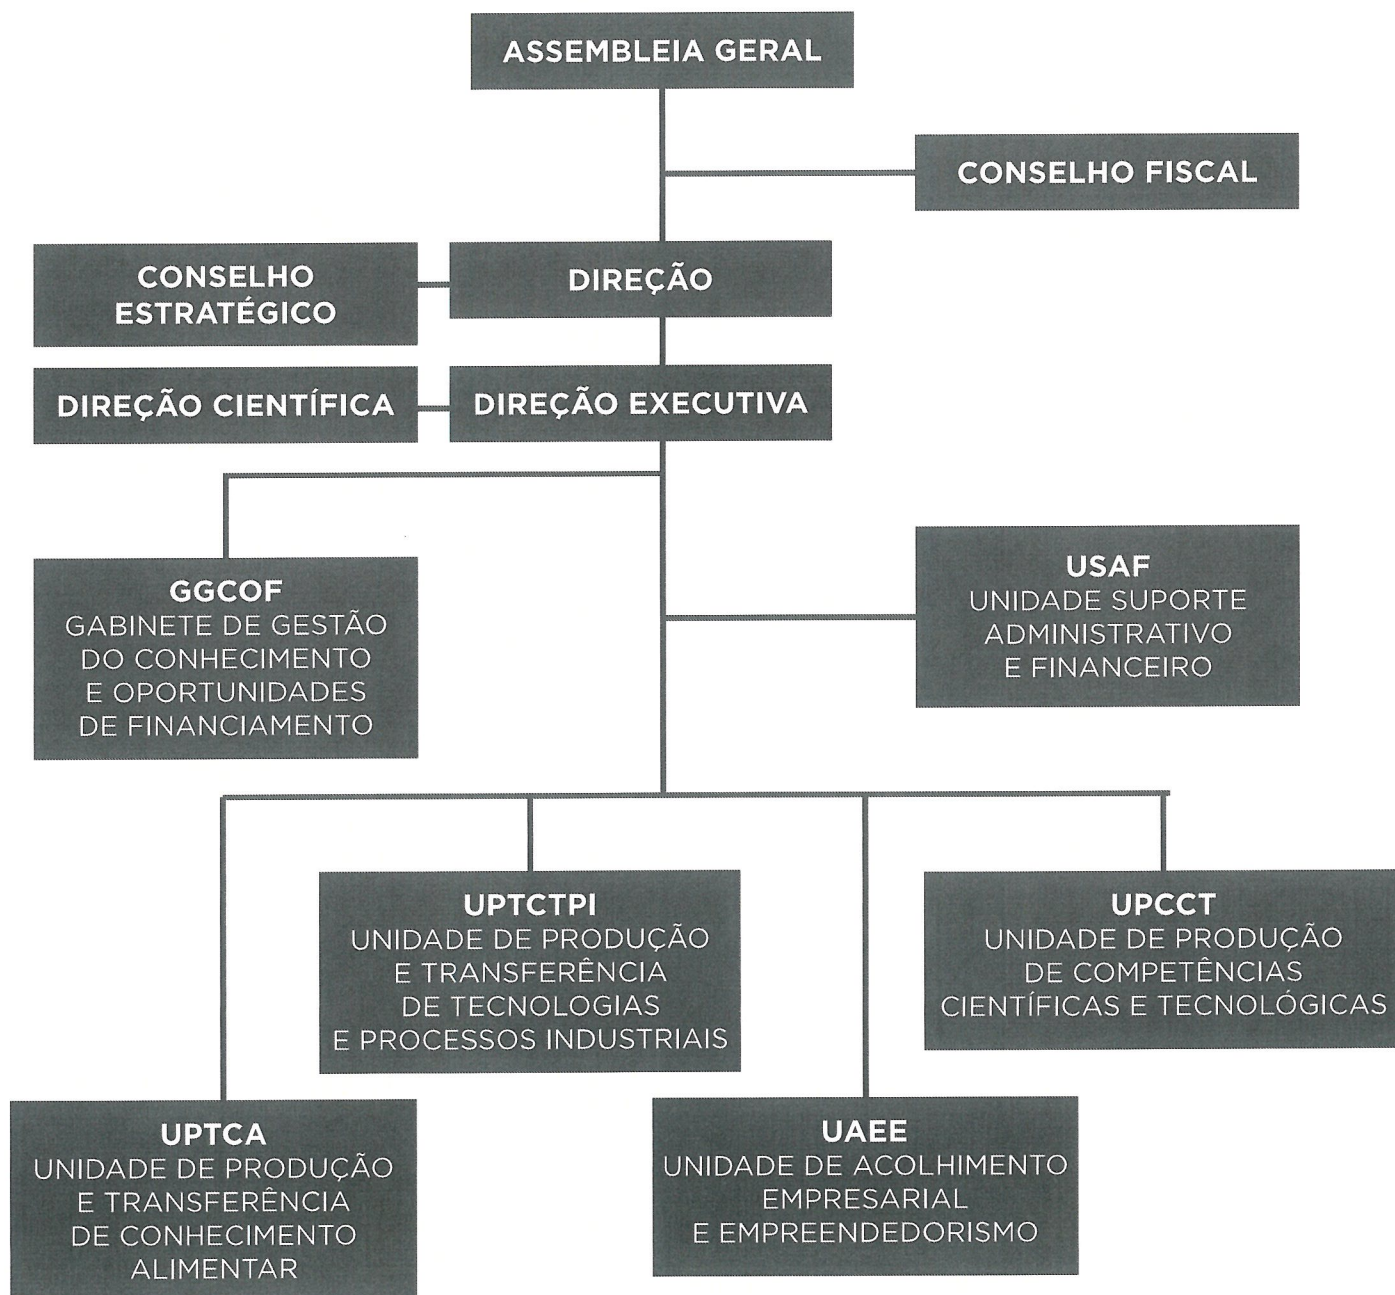 ASSEMBLEIA GERAL
CONSELHO FISCAL
CONSELHO
ESTRATÉGICO
DIREÇÃO
DIREÇÃO CIENTÍFICA
DIREÇÃO EXECUTIVA
GGCOF
GABINETE DE GESTÃO
DO CONHECIMENTO
E OPORTUNIDADES
DE FINANCIAMENTO
USAF
UNIDADE SUPORTE
ADMINISTRATIVO
E FINANCEIRO
UPTCTPI
UNIDADE DE PRODUÇÃO
E TRANSFERÊNCIA
DE TECNOLOGIAS
E PROCESSOS INDUSTRIAIS
UPCCT
UNIDADE DE PRODUÇÃO
DE COMPETÊNCIAS
CIENTÍFICAS E TECNOLÓGICAS
UPTCA
UNIDADE DE PRODUÇÃO
E TRANSFERÊNCIA
DE CONHECIMENTO
ALIMENTAR
UAEE
UNIDADE DE ACOLHIMENTO
EMPRESARIAL
E EMPREENDEDORISMO